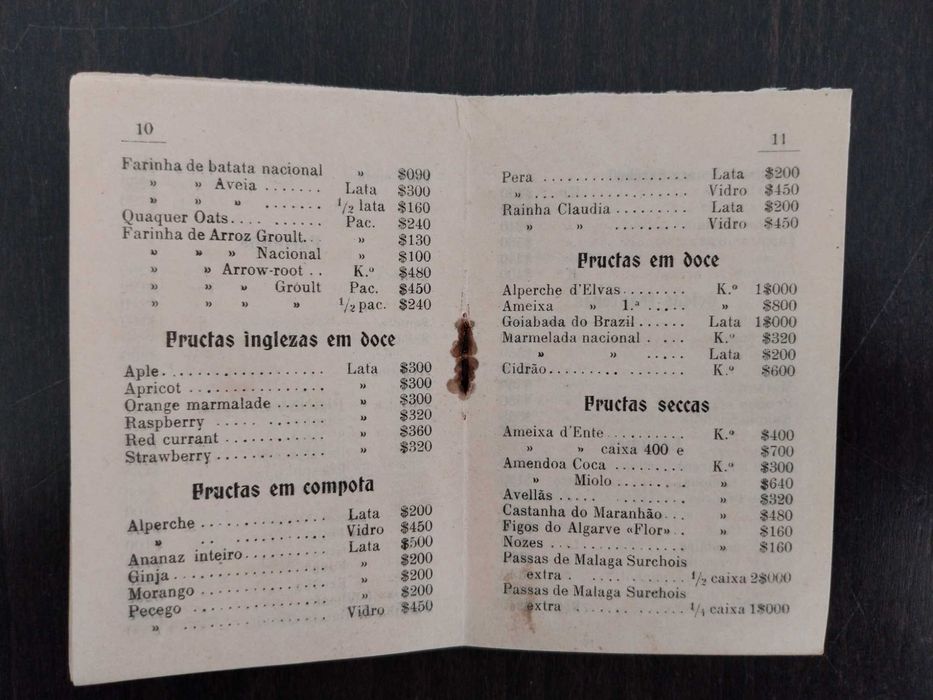 10
Farinha de batata nacional » $090
» » Aveia ....... Lata $300
» » » ....... 1/2 lata $160
Quaquer Oats.... ...... Pac. $240
Farinha de Arroz Groult... » $130
» » » Nacional » $100
» » Arrow-root .. K.º $480
» » » Groult Pac. $450
» » » » 1/2 pac. $240
Fructas inglezas em doce
Aple.................... Lata $300
Apricot ................. » $300
Orange marmalade ...... » $300
Raspberry ..... ....... » $320
Red currant ............ » $360
Strawberry.............. » $320
Fructas em compota
Alperche ................ Lata $200
» .. ............ Vidro $450
Ananaz inteiro.......... Lata $500
Ginja................... » $200
Morango ................ » $200
Pecego ................. » $200
» .. ............. Vidro $450
11
Pera .................. Lata $200
» .. ................... Vidro $450
Rainha Claudia ......... Lata $200
» » ......... Vidro $450
Fructas em doce
Alperche d'Elvas........ K.º 1$000
Ameixa » 1.ª ..... » $800
Goiabada do Brazil...... Lata 1$000
Marmelada nacional . .... K.º $320
» » ..... Lata $200
Cidrão.... ............. K.º $600
Fructas seccas
Ameixa d'Ente .......... K.º $400
» » caixa 400 e $700
Amendoa Coca ......... K.º $300
» Miolo ........ » $640
Avellãs ..... ........... » $320
Castanha do Maranhão... » $480
Figos do Algarve «Flor».. » $160
Nozes ... .............. » $160
Passas de Malaga Surchois
extra . ............ 1/2 caixa 2$000
Passas de Malaga Surchois
extra .............. 1/4 caixa 1$000